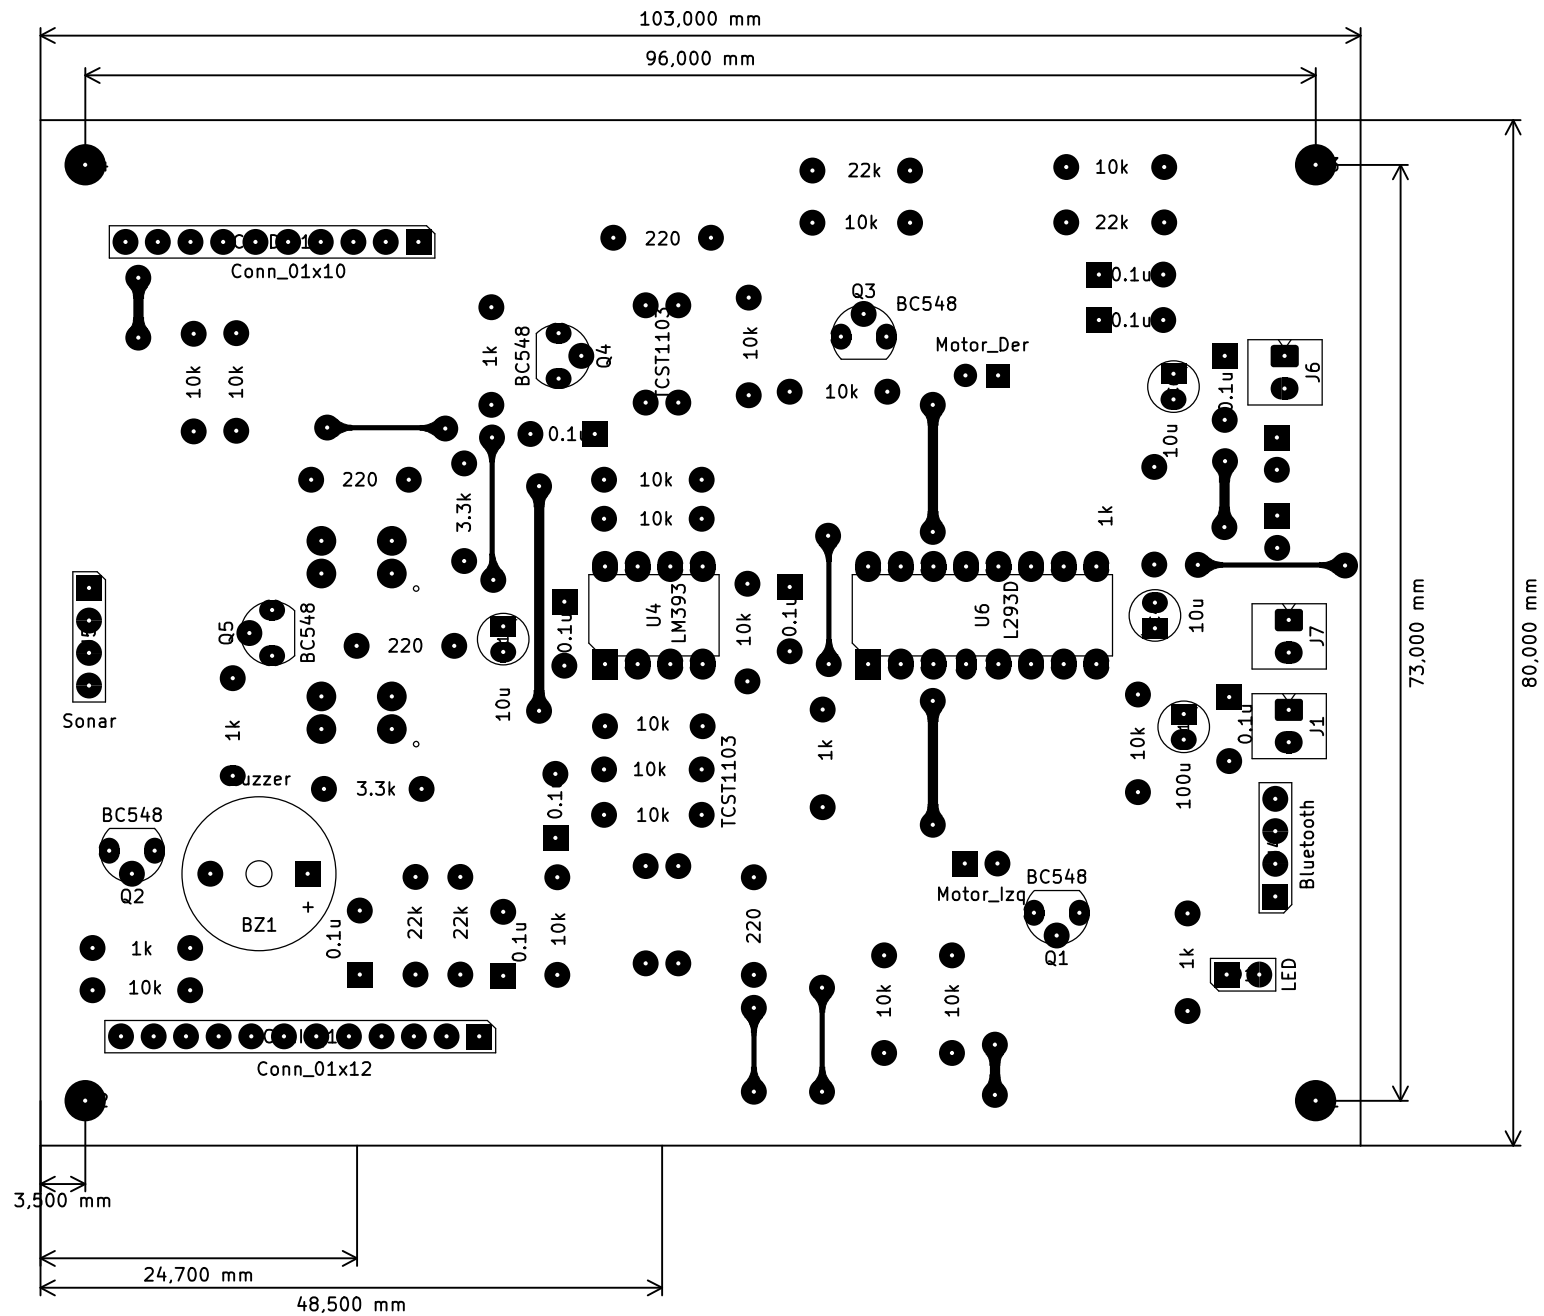 103,000 mm
96,000 mm
22k
10k
10k
22k
220
Conn_01x10
0.1u
0.1u
Q3
BC548
Motor_Der
10k
10k
1k
BC548
Q4
TCST1103
10k
10k
J6
0.1u
10u
0.1u
220
10k
10k
3.3k
1k
U4
LM393
U6
L293D
0.1u
0.1u
10k
10u
J7
Q5
BC548
220
10u
Sonar
1k
10k
10k
10k
TCST1103
1k
10k
100u
0.1u
J1
3.3k
0.1u
BC548
Q2
BZ1
+
Bluetooth
Motor_Izq
BC548
Q1
0.1u
22k
22k
0.1u
10k
220
1k
10k
10k
10k
1k
LED
Conn_01x12
73,000 mm
80,000 mm
3,500 mm
24,700 mm
48,500 mm